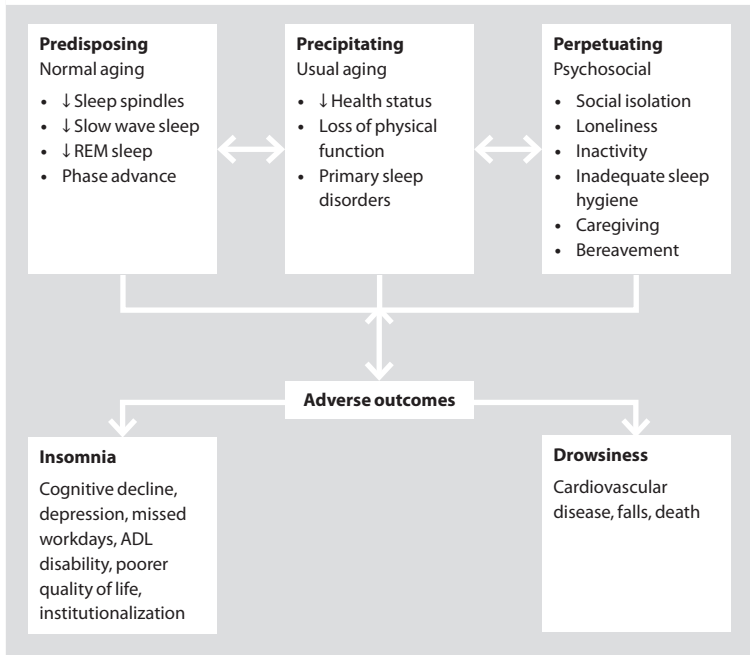 Predisposing
Normal aging
• ↓ Sleep spindles
• ↓ Slow wave sleep
• ↓ REM sleep
• Phase advance
Precipitating
Usual aging
• ↓ Health status
• Loss of physical
function
• Primary sleep
disorders
Perpetuating
Psychosocial
• Social isolation
• Loneliness
• Inactivity
• Inadequate sleep
hygiene
• Caregiving
• Bereavement
Adverse outcomes
Insomnia
Cognitive decline,
depression, missed
workdays, ADL
disability, poorer
quality of life,
institutionalization
Drowsiness
Cardiovascular
disease, falls, death